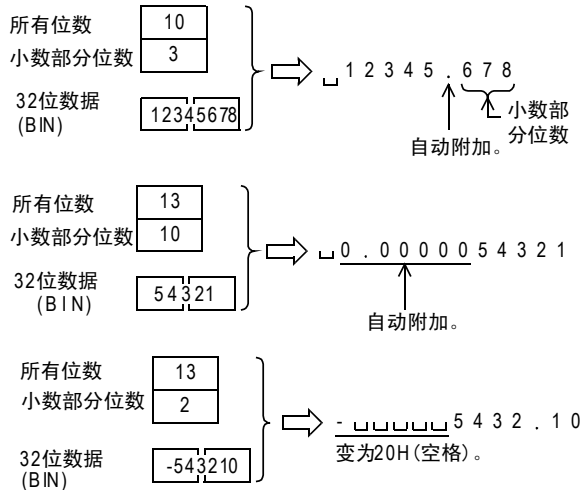 所有位数 10
小数部分位数 3
32位数据
(BIN) 12345678
␣12345.678
小数部
分位数
自动附加。
所有位数 13
小数部分位数 10
32位数据
(BIN) 54321
␣0.0000054321
自动附加。
所有位数 13
小数部分位数 2
32位数据
(BIN) -543210
-␣␣␣␣␣5432.10
变为20H(空格)。